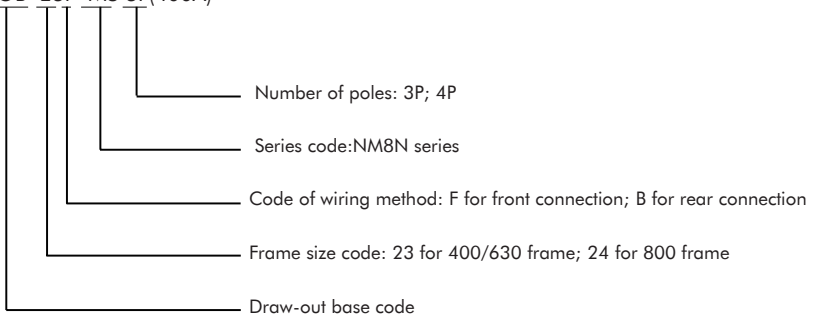 Number of poles: 3P; 4P
Series code:NM8N series
Code of wiring method: F for front connection; B for rear connection
Frame size code: 23 for 400/630 frame; 24 for 800 frame
Draw-out base code